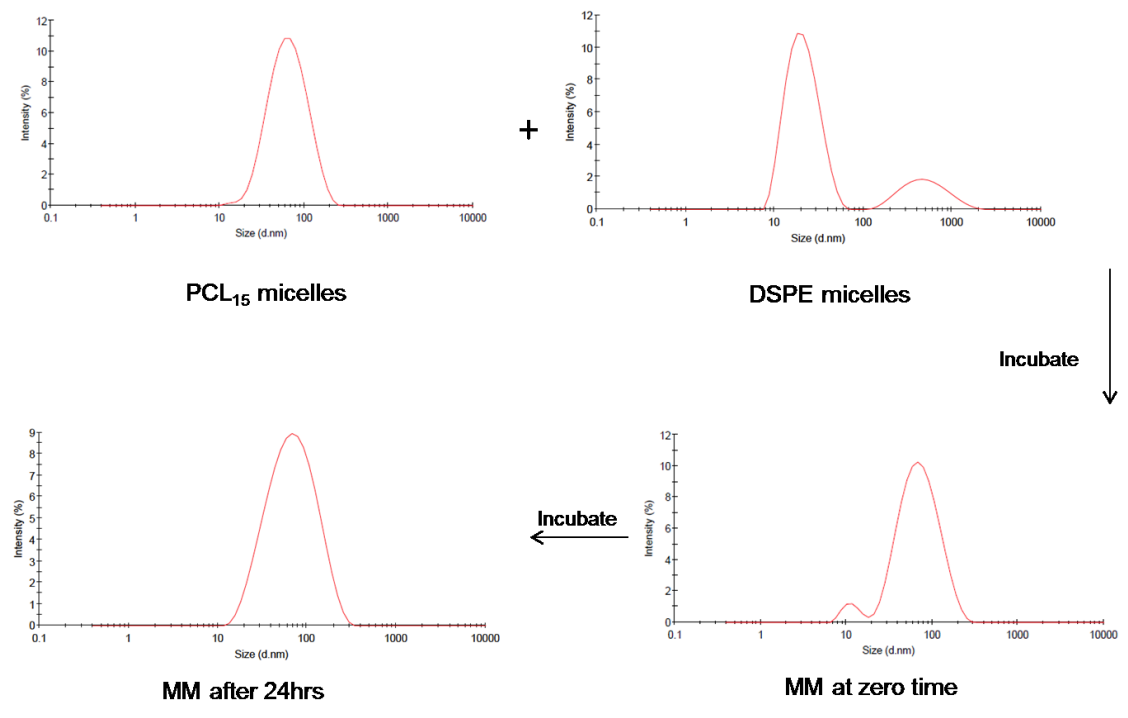 12
10
8
6
4
2
0
Intensity (%)
0.1 1 10 100 1000 10000
Size (d.nm)
PCL₁₅ micelles
+
12
10
8
6
4
2
0
Intensity (%)
0.1 1 10 100 1000 10000
Size (d.nm)
DSPE micelles
Incubate
9
8
7
6
5
4
3
2
1
0
Intensity (%)
0.1 1 10 100 1000 10000
Size (d.nm)
MM after 24hrs
Incubate
12
10
8
6
4
2
0
Intensity (%)
0.1 1 10 100 1000 10000
Size (d.nm)
MM at zero time